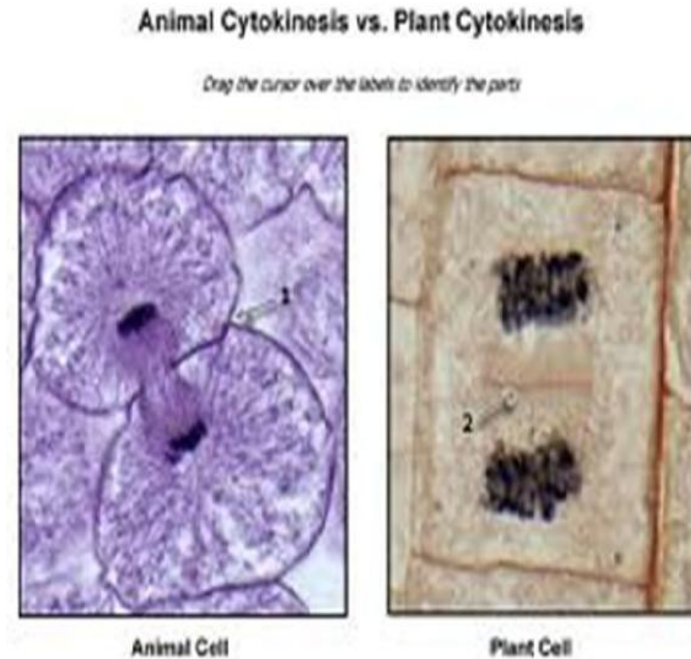 Animal Cytokinesis vs. Plant Cytokinesis
Drag the cursor over the labels to identify the parts
1
2
Animal Cell
Plant Cell